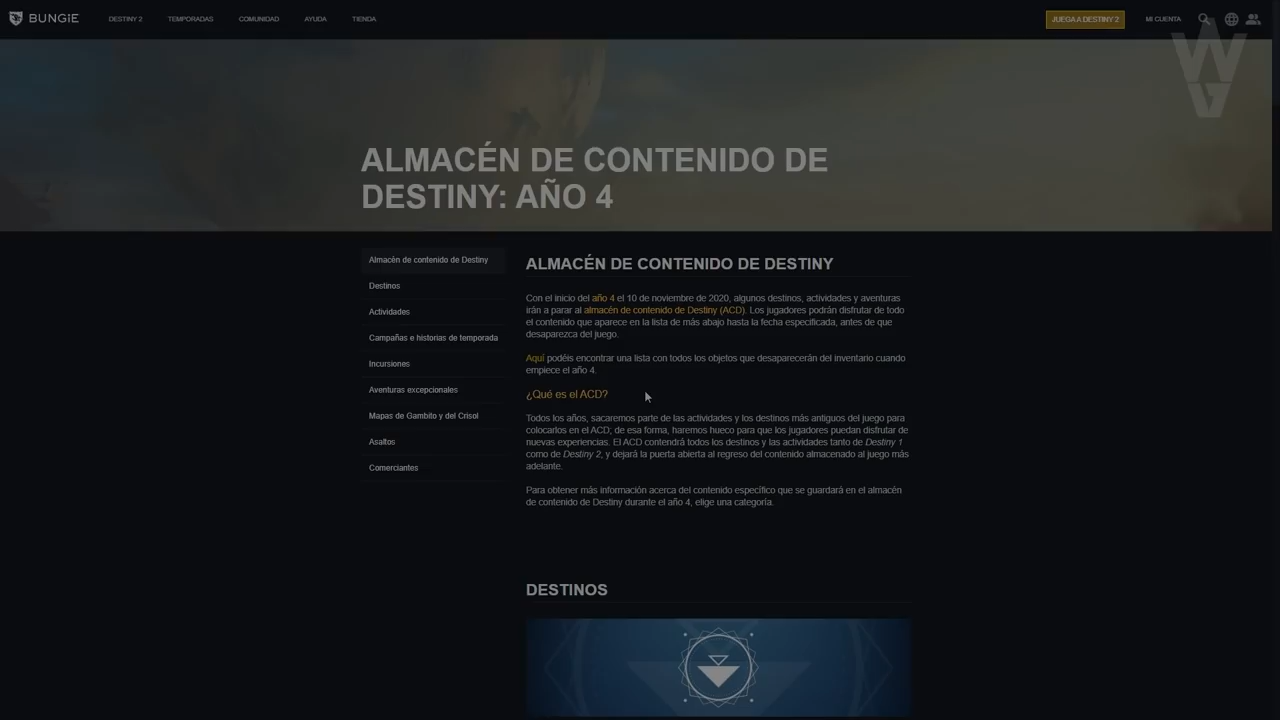 BUNGiE
DESTINY 2
TEMPORADAS
COMUNIDAD
AYUDA
TIENDA
JUEGA A DESTINY 2
MI CUENTA
ALMACÉN DE CONTENIDO DE
DESTINY: AÑO 4
Almacén de contenido de Destiny
Destinos
Actividades
Campañas e historias de temporada
Incursiones
Aventuras excepcionales
Mapas de Gambito y del Crisol
Asaltos
Comerciantes
ALMACÉN DE CONTENIDO DE DESTINY
Con el inicio del año 4 el 10 de noviembre de 2020, algunos destinos, actividades y aventuras
irán a parar al almacén de contenido de Destiny (ACD). Los jugadores podrán disfrutar de todo
el contenido que aparece en la lista de más abajo hasta la fecha especificada, antes de que
desaparezca del juego.
Aquí podéis encontrar una lista con todos los objetos que desaparecerán del inventario cuando
empiece el año 4.
¿Qué es el ACD?
Todos los años, sacaremos parte de las actividades y los destinos más antiguos del juego para
colocarlos en el ACD; de esa forma, haremos hueco para que los jugadores puedan disfrutar de
nuevas experiencias. El ACD contendrá todos los destinos y las actividades tanto de Destiny 1
como de Destiny 2, y dejará la puerta abierta al regreso del contenido almacenado al juego más
adelante.
Para obtener más información acerca del contenido específico que se guardará en el almacén
de contenido de Destiny durante el año 4, elige una categoría.
DESTINOS